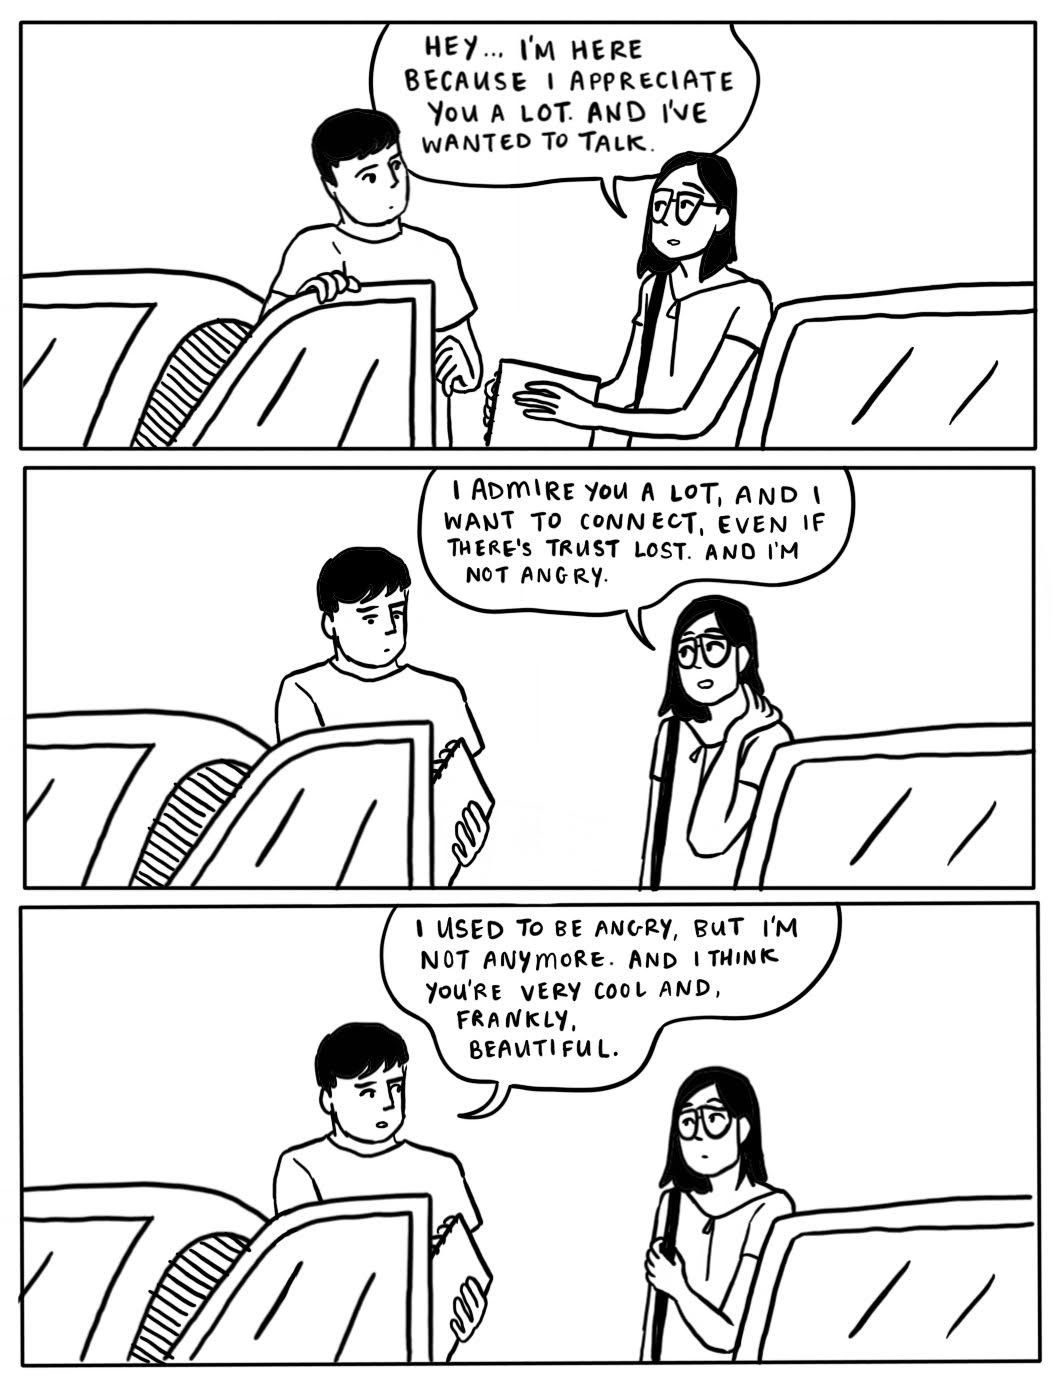 HEY... I'M HERE
BECAUSE I APPRECIATE
YOU A LOT. AND I'VE
WANTED TO TALK.
I ADMIRE YOU A LOT, AND I
WANT TO CONNECT, EVEN IF
THERE'S TRUST LOST. AND I'M
NOT ANGRY.
I USED TO BE ANGRY, BUT I'M
NOT ANYMORE. AND I THINK
YOU'RE VERY COOL AND,
FRANKLY,
BEAUTIFUL.